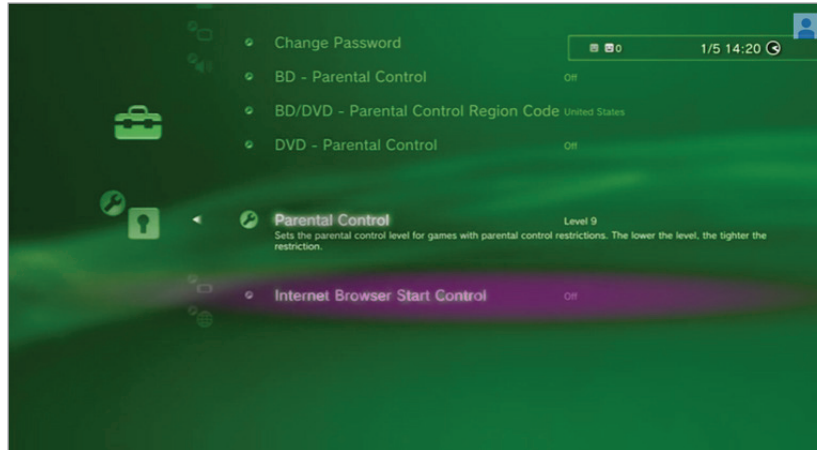 Change Password
0 1/5 14:20
BD - Parental Control Off
BD/DVD - Parental Control Region Code United States
DVD - Parental Control Off
Parental Control Level 9
Sets the parental control level for games with parental control restrictions. The lower the level, the tighter the
restriction.
Internet Browser Start Control Off